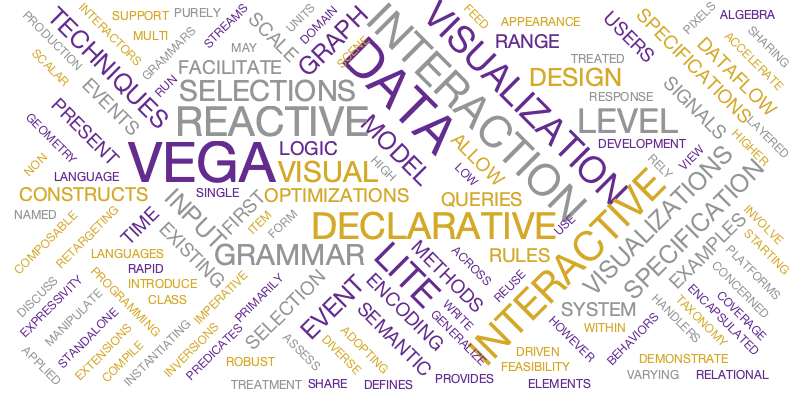 SUPPORT
PURELY
INTERACTORS
MULTI
STREAMS
UNITS
DOMAIN
FEED
APPEARANCE
PIXELS
ALGEBRA
PRODUCTION
GRAMMARS
SCALE
GRAPH
SCENE
INTERACTION
VISUALIZATION
RANGE
USERS
SPECIFICATIONS
SHARING
TECHNIQUES
MAY
FACILITATE
DATA
TREATED
DATAFLOW
ACCELERATE
SCALAR
RUN
EVENTS
SELECTIONS
DESIGN
RESPONSE
SIGNALS
LAYERED
PRESENT
REACTIVE
MODEL
LEVEL
HIGHER
GEOMETRY
VEGA
LOGIC
ALLOW
DEVELOPMENT
NON
LANGUAGE
VISUAL
HIGH
LOW
RELY
VIEW
CONSTRUCTS
SINGLE
OPTIMIZATIONS
QUERIES
INTERACTIVE
VISUALIZATIONS
SPECIFICATION
NAMED
INPUT
FIRST
ITEM
FORM
DECLARATIVE
USE
EXAMPLES
INVOLVE
COMPOSABLE
RETARGETING
TIME
EXISTING
GRAMMAR
LITE
METHODS
ACROSS
RULES
STARTING
LANGUAGES
RAPID
PLATFORMS
CONCERNED
DISCUSS
EXPRESSIVITY
MANIPULATE
PROGRAMMING
INTRODUCE
CLASS
IMPERATIVE
PRIMARILY
SELECTION
EVENT
ENCODING
WRITE
REUSE
SYSTEM
HANDLERS
TAXONOMY
ENCAPSULATED
COVERAGE
STANDALONE
EXTENSIONS
COMPILE
INSTANTIATING
INVERSIONS
PREDICATES
SEMANTIC
GENERALIZE
HOWEVER
WITHIN
BEHAVIORS
APPLIED
ROBUST
ASSESS
DIVERSE
ADOPTING
DRIVEN
FEASIBILITY
DEMONSTRATE
TREATMENT
SHARE
DEFINES
PROVIDES
ELEMENTS
VARYING
RELATIONAL